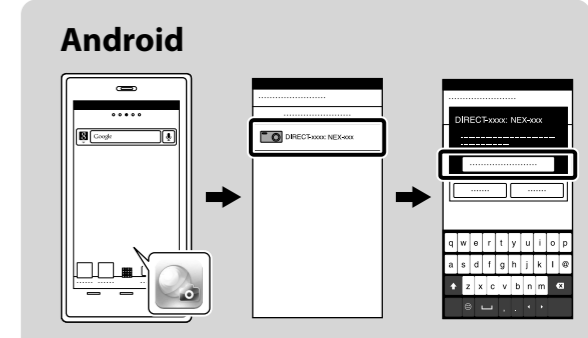 Android
Google
DIRECT-xxxx: NEX-xxx
DIRECT-xxxx: NEX-xxx
q w e r t y u i o p
a s d f g h j k l @
z x c v b n m
, .